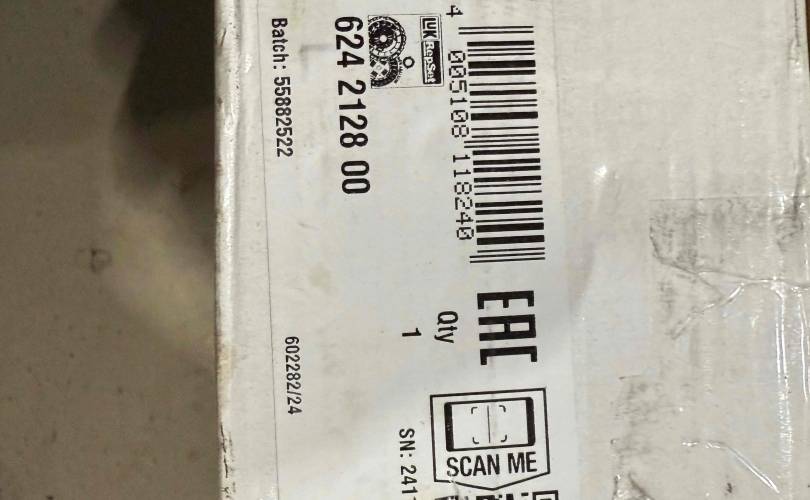 4 005108 118240
LUK RepSet
624 2128 00
Batch: 55882522
EAC
Qty
1
602282/24
SCAN ME
SN: 241